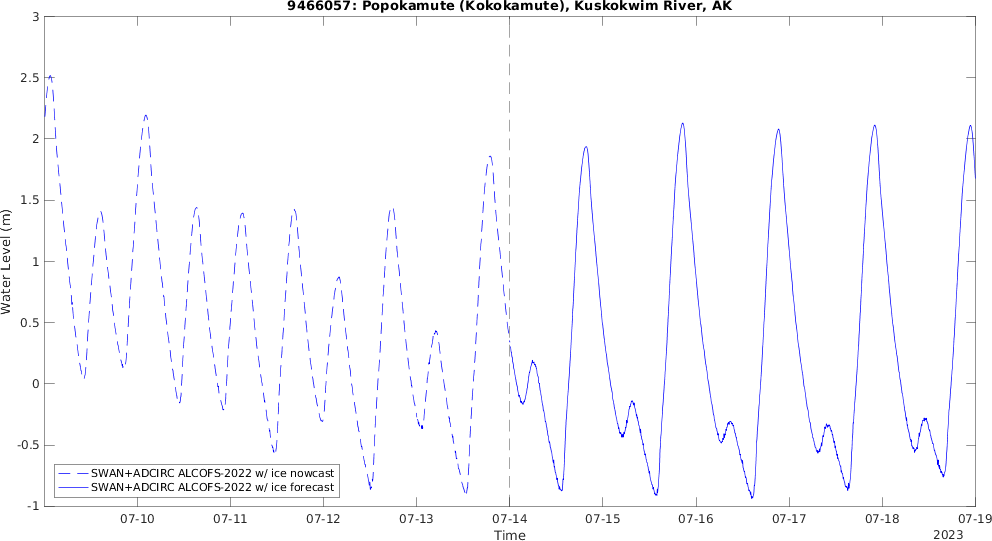 9466057: Popokamute (Kokokamute), Kuskokwim River, AK
3
2.5
2
1.5
1
0.5
0
-0.5
-1
Water Level (m)
SWAN+ADCIRC ALCOFS-2022 w/ ice nowcast
SWAN+ADCIRC ALCOFS-2022 w/ ice forecast
07-10 07-11 07-12 07-13 07-14 07-15 07-16 07-17 07-18 07-19
Time
2023